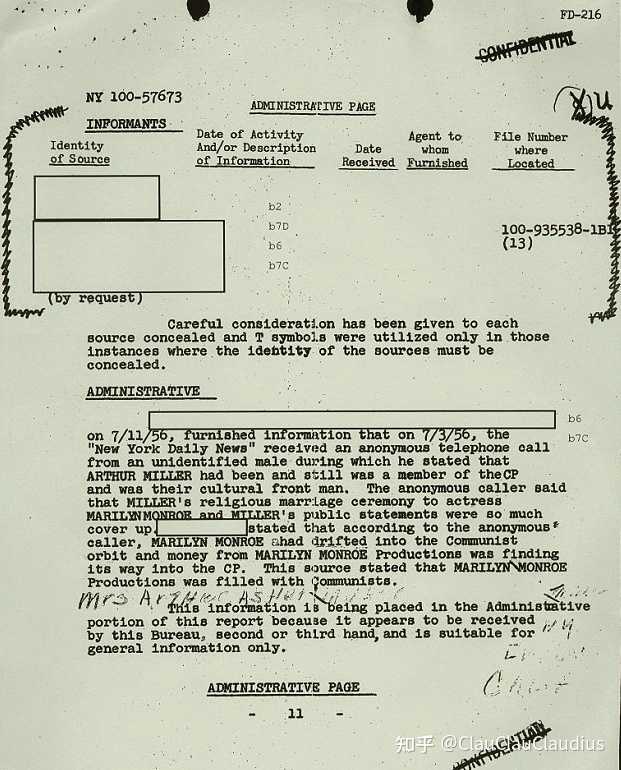 FD-216
CONFIDENTIAL
NY 100-57673
ADMINISTRATIVE PAGE
INFORMANTS
Identity of Source
Date of Activity And/or Description of Information
Date Received
Agent to whom Furnished
File Number where Located
b2
b7D
b6
b7C
100-935538-1B1
(13)
(by request)
Careful consideration has been given to each
source concealed and T symbols were utilized only in those
instances where the identity of the sources must be
concealed.
ADMINISTRATIVE
b6
b7C
on 7/11/56, furnished information that on 7/3/56, the
"New York Daily News" received an anonymous telephone call
from an unidentified male during which he stated that
ARTHUR MILLER had been and still was a member of theCP
and was their cultural front man. The anonymous caller said
that MILLER's religious marriage ceremony to actress
MARILYN MONROE and MILLER's public statements were so much
cover up. stated that according to the anonymous
caller, MARILYN MONROE had drifted into the Communist
orbit and money from MARILYN MONROE Productions was finding
its way into the CP. This source stated that MARILYN MONROE
Productions was filled with Communists.
Mrs Arthur Asher
This information is being placed in the Administrative
portion of this report because it appears to be received
by this Bureau, second or third hand, and is suitable for
general information only.
NY
ADMINISTRATIVE PAGE
- 11 -
CONFIDENTIAL
知乎 @ClauClauClaudius